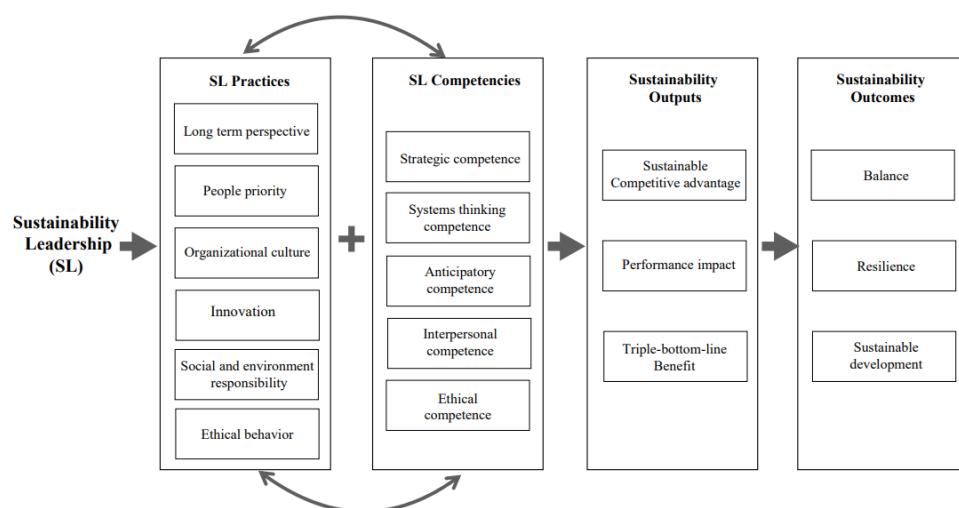 Sustainability
Leadership
(SL)
SL Practices
Long term perspective
People priority
Organizational culture
Innovation
Social and environment
responsibility
Ethical behavior
+
SL Competencies
Strategic competence
Systems thinking
competence
Anticipatory
competence
Interpersonal
competence
Ethical
competence
Sustainability
Outputs
Sustainable
Competitive advantage
Performance impact
Triple-bottom-line
Benefit
Sustainability
Outcomes
Balance
Resilience
Sustainable
development